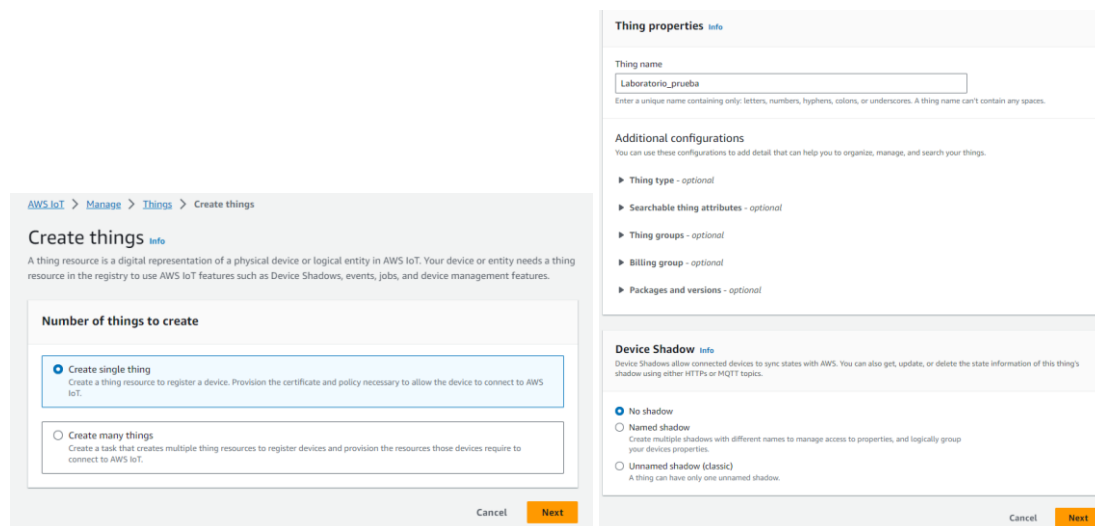 AWS IoT > Manage > Things > Create things
Create things Info
A thing resource is a digital representation of a physical device or logical entity in AWS IoT. Your device or entity needs a thing
resource in the registry to use AWS IoT features such as Device Shadows, events, jobs, and device management features.
Number of things to create
Create single thing
Create a thing resource to register a device. Provision the certificate and policy necessary to allow the device to connect to AWS
IoT.
Create many things
Create a task that creates multiple thing resources to register devices and provision the resources those devices require to
connect to AWS IoT.
Cancel Next
Thing properties Info
Thing name
Laboratorio_prueba
Enter a unique name containing only: letters, numbers, hyphens, colons, or underscores. A thing name can't contain any spaces.
Additional configurations
You can use these configurations to add detail that can help you to organize, manage, and search your things.
Thing type - optional
Searchable thing attributes - optional
Thing groups - optional
Billing group - optional
Packages and versions - optional
Device Shadow Info
Device Shadows allow connected devices to sync states with AWS. You can also get, update, or delete the state information of this thing's
shadow using either HTTPs or MQTT topics.
No shadow
Named shadow
Create multiple shadows with different names to manage access to properties, and logically group
your devices properties.
Unnamed shadow (classic)
A thing can have only one unnamed shadow.
Cancel Next